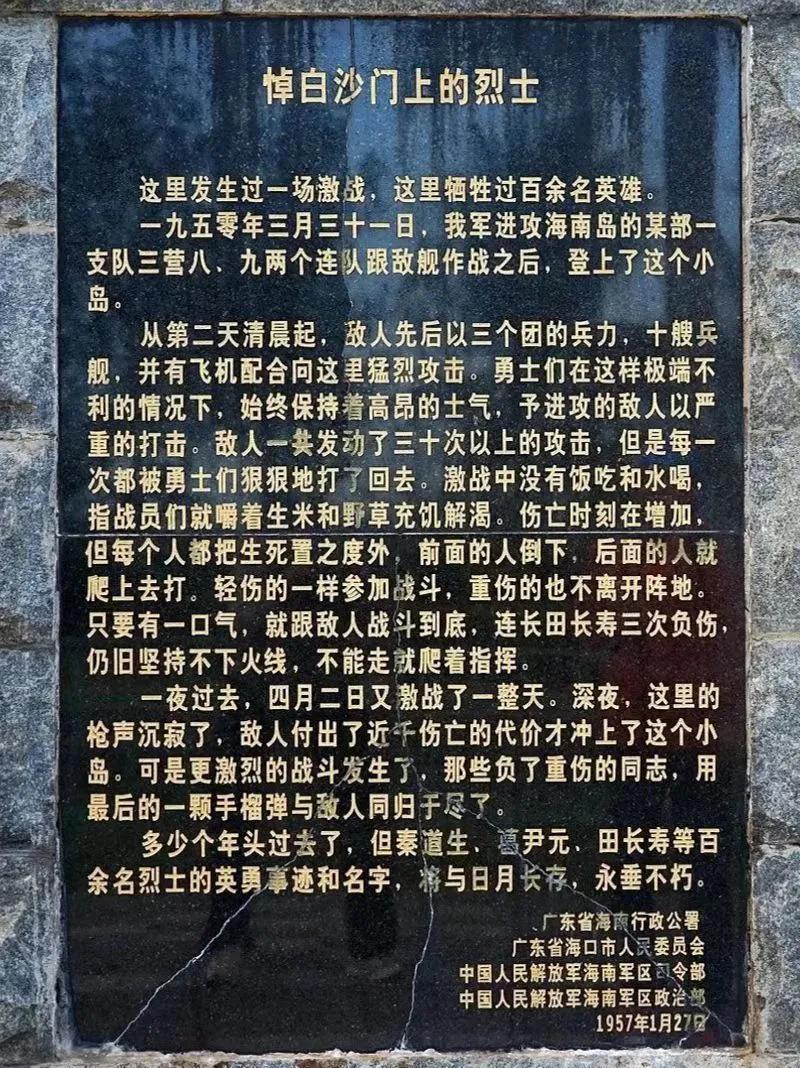 悼白沙门上的烈士
这里发生过一场激战，这里牺牲过百余名英雄。
一九五零年三月三十一日，我军进攻海南岛的某部一
支队三营八、九两个连队跟敌舰作战之后，登上了这个小
岛。
从第二天清晨起，敌人先后以三个团的兵力，十艘兵
舰，并有飞机配合向这里猛烈攻击。勇士们在这样极端不
利的情况下，始终保持着高昂的士气，予进攻的敌人以严
重的打击。敌人一共发动了三十次以上的攻击，但是每一
次都被勇士们狠狠地打了回去。激战中没有饭吃和水喝，
指战员们就嚼着生米和野草充饥解渴。伤亡时刻在增加，
但每个人都把生死置之度外，前面的人倒下，后面的人就
爬上去打。轻伤的一样参加战斗，重伤的也不离开阵地。
只要有一口气，就跟敌人战斗到底，连长田长寿三次负伤，
仍旧坚持不下火线，不能走就爬着指挥。
一夜过去，四月二日又激战了一整天。深夜，这里的
枪声沉寂了，敌人付出了近千伤亡的代价才冲上了这个小
岛。可是更激烈的战斗发生了，那些负了重伤的同志，用
最后的一颗手榴弹与敌人同归于尽了。
多少个年头过去了，但秦道生、葛尹元、田长寿等百
余名烈士的英勇事迹和名字，将与日月长存，永垂不朽。
广东省海南行政公署
广东省海口市人民委员会
中国人民解放军海南军区司令部
中国人民解放军海南军区政治部
1957年1月27日